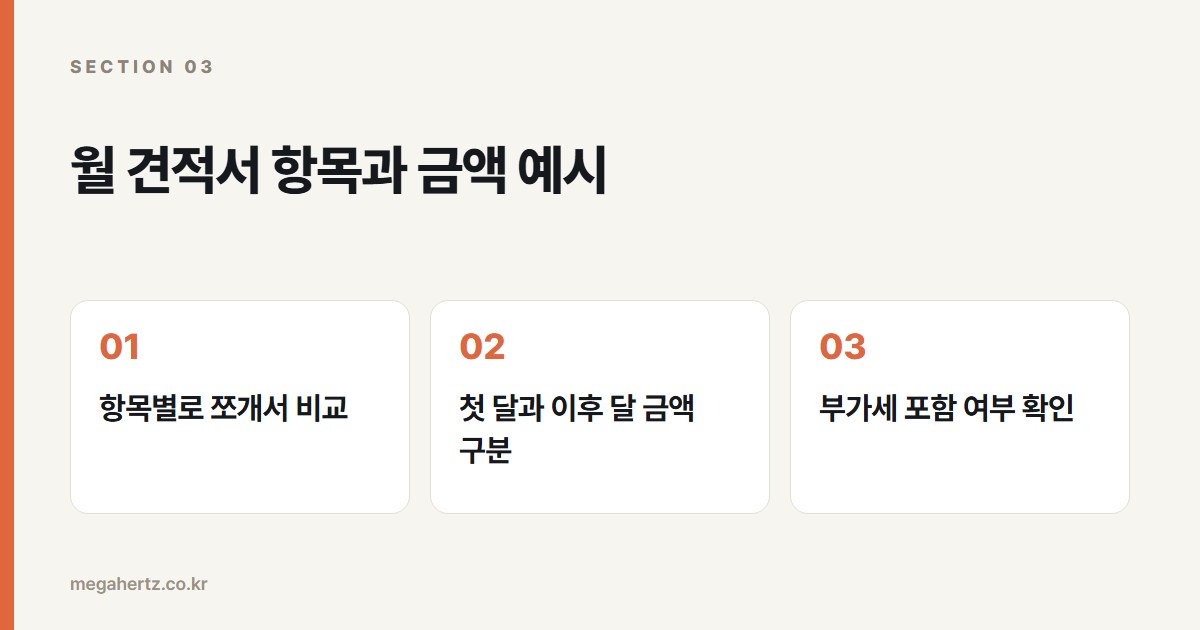 SECTION 03
월 견적서 항목과 금액 예시
01
항목별로 쪼개서 비교
02
첫 달과 이후 달 금액
구분
03
부가세 포함 여부 확인
megahertz.co.kr